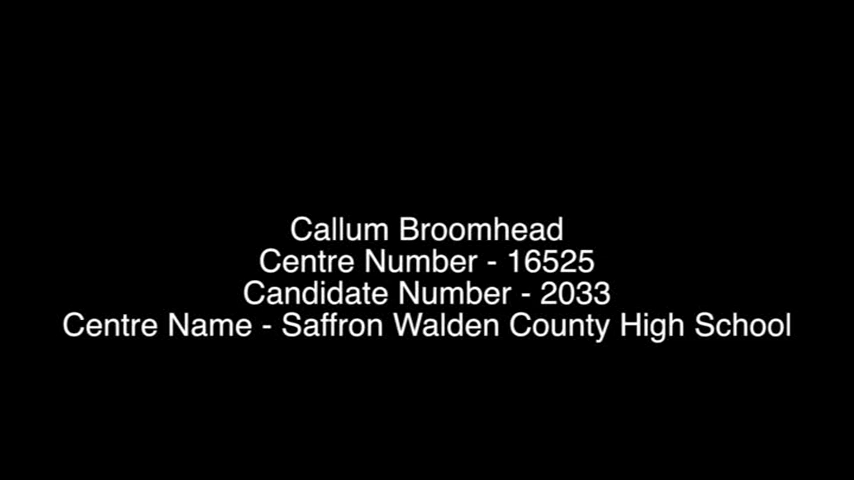 Callum Broomhead
Centre Number - 16525
Candidate Number - 2033
Centre Name - Saffron Walden County High School